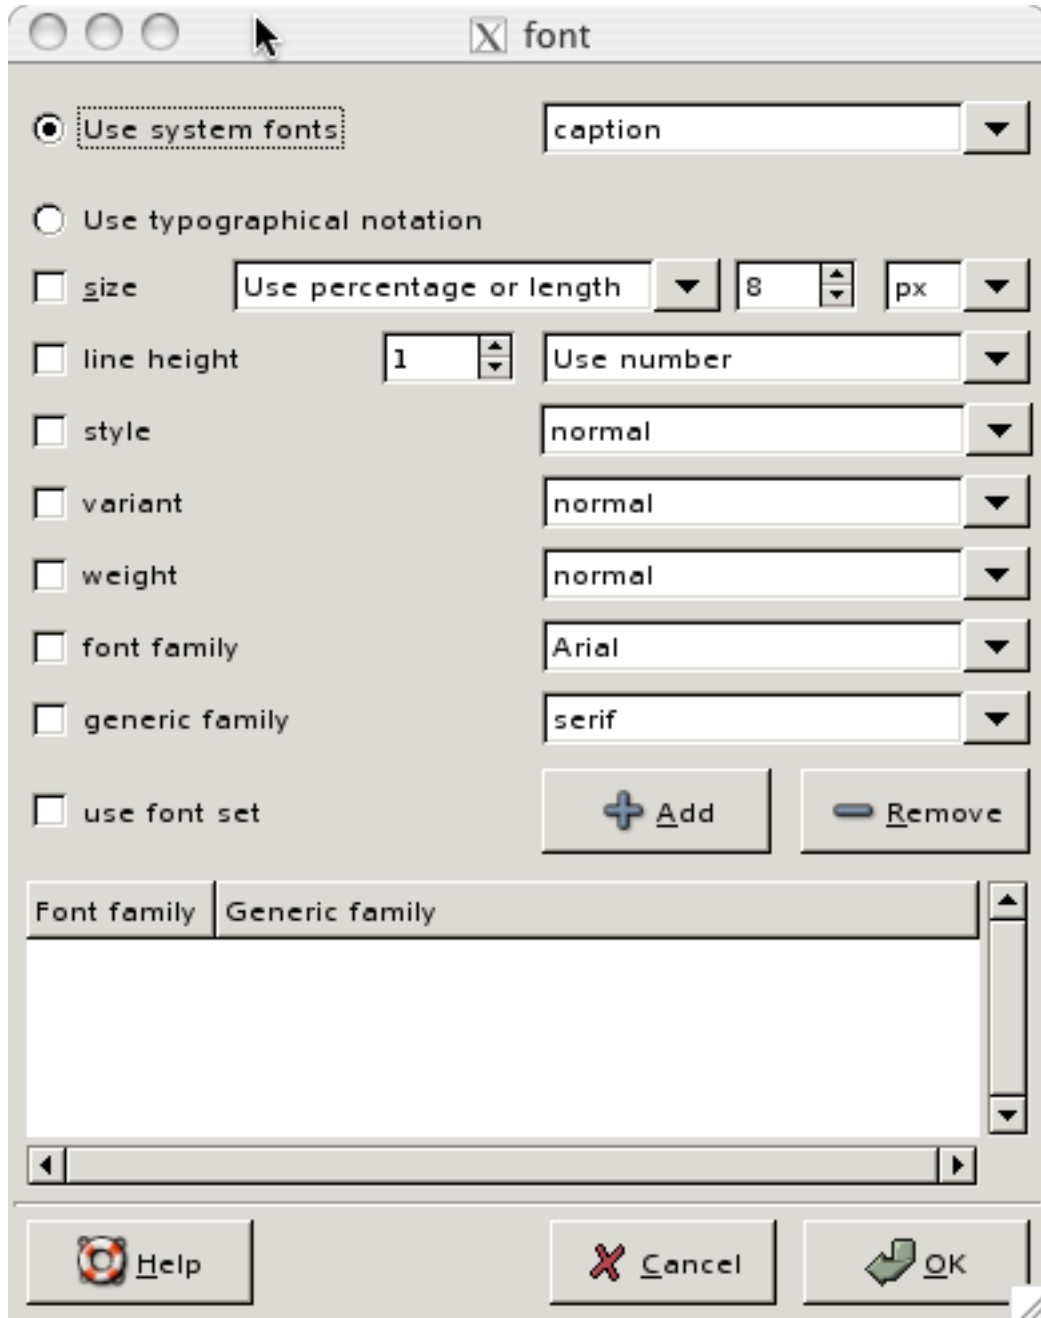 font
Use system fonts caption
Use typographical notation
size Use percentage or length 8 px
line height 1 Use number
style normal
variant normal
weight normal
font family Arial
generic family serif
use font set Add Remove
Font family Generic family
Help Cancel OK